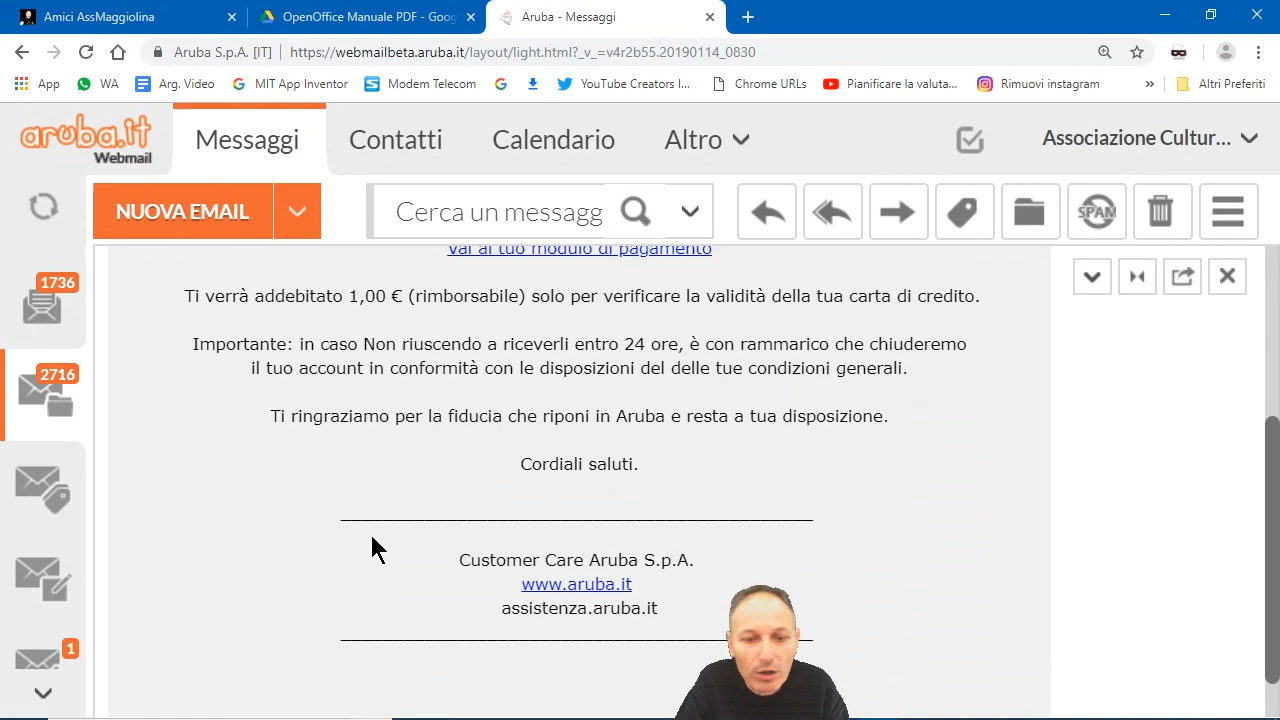 Amici AssMaggiolina
OpenOffice Manuale PDF - Goog
Aruba - Messaggi
Aruba S.p.A. [IT]
https://webmailbeta.aruba.it/layout/light.html?_v_=v4r2b55.20190114_0830
App
WA
Arg. Video
MIT App Inventor
Modem Telecom
YouTube Creators I...
Chrome URLs
Pianificare la valuta...
Rimuovi instagram
»
Altri Preferiti
aruba.it
Webmail
Messaggi
Contatti
Calendario
Altro
Associazione Cultur...
NUOVA EMAIL
Cerca un messagg
SPAM
1736
2716
1
Vai al tuo modulo di pagamento
Ti verrà addebitato 1,00 € (rimborsabile) solo per verificare la validità della tua carta di credito.
Importante: in caso Non riuscendo a riceverli entro 24 ore, è con rammarico che chiuderemo
il tuo account in conformità con le disposizioni del delle tue condizioni generali.
Ti ringraziamo per la fiducia che riponi in Aruba e resta a tua disposizione.
Cordiali saluti.
Customer Care Aruba S.p.A.
www.aruba.it
assistenza.aruba.it